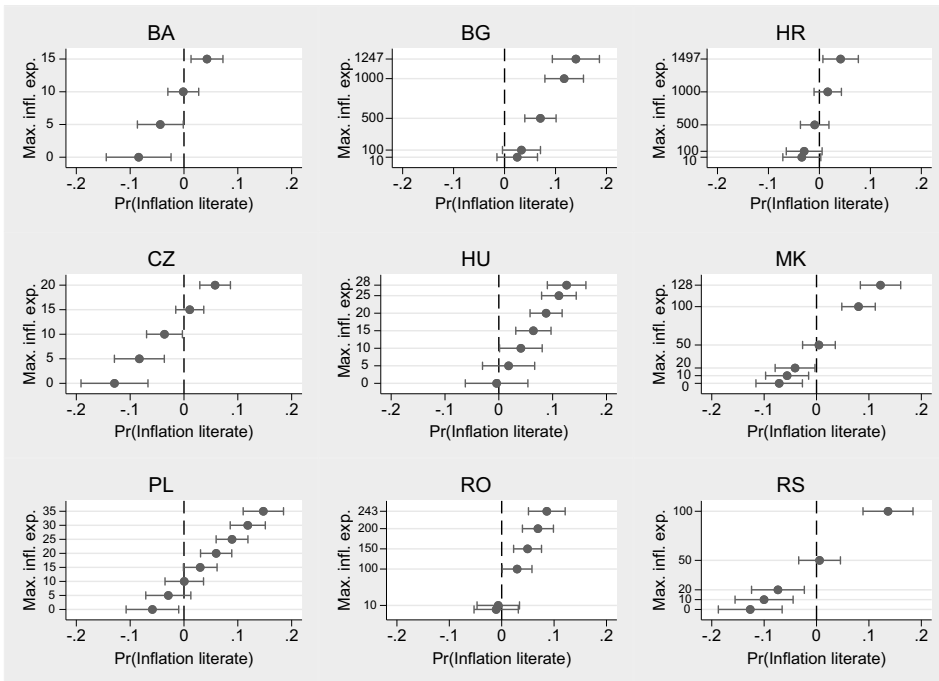 BA
Max. infl. exp.
15
10
5
0
-.2 -.1 0 .1 .2
Pr(Inflation literate)
BG
Max. infl. exp.
1247
1000
500
100
10
-.2 -.1 0 .1 .2
Pr(Inflation literate)
HR
Max. infl. exp.
1497
1000
500
100
10
-.2 -.1 0 .1 .2
Pr(Inflation literate)
CZ
Max. infl. exp.
20
15
10
5
0
-.2 -.1 0 .1 .2
Pr(Inflation literate)
HU
Max. infl. exp.
28
25
20
15
10
5
0
-.2 -.1 0 .1 .2
Pr(Inflation literate)
MK
Max. infl. exp.
128
100
50
20
10
0
-.2 -.1 0 .1 .2
Pr(Inflation literate)
PL
Max. infl. exp.
35
30
25
20
15
10
5
0
-.2 -.1 0 .1 .2
Pr(Inflation literate)
RO
Max. infl. exp.
243
200
150
100
10
-.2 -.1 0 .1 .2
Pr(Inflation literate)
RS
Max. infl. exp.
100
50
20
10
0
-.2 -.1 0 .1 .2
Pr(Inflation literate)